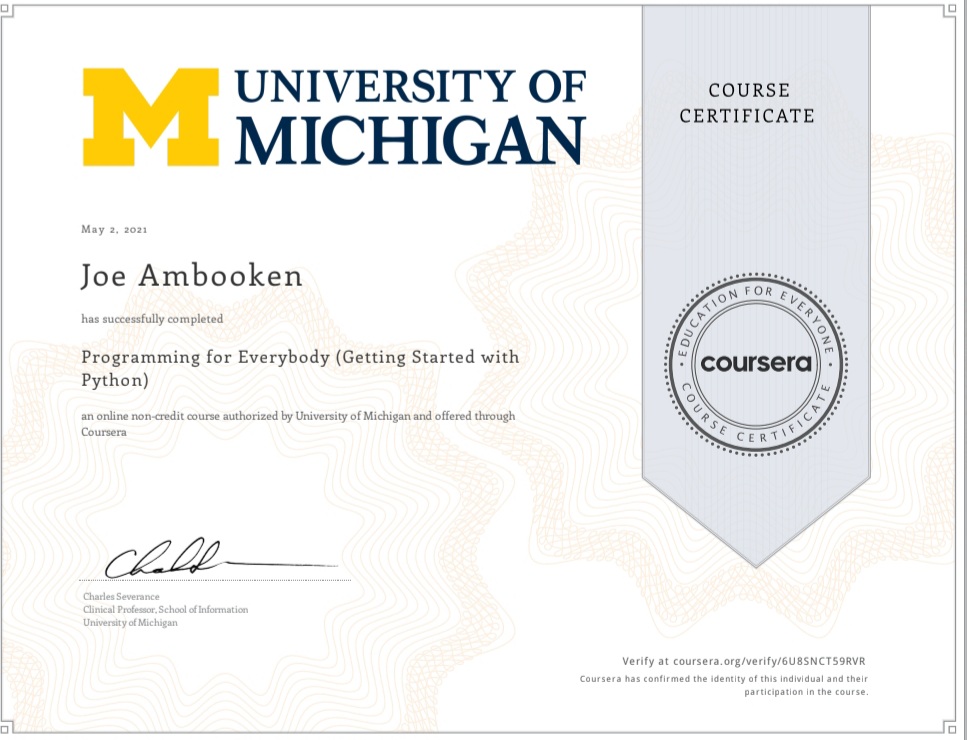 UNIVERSITY OF
MICHIGAN
COURSE
CERTIFICATE
May 2, 2021
Joe Ambooken
has successfully completed
Programming for Everybody (Getting Started with
Python)
an online non-credit course authorized by University of Michigan and offered through
Coursera
EDUCATION FOR EVERYONE
coursera
COURSE CERTIFICATE
Charles Severance
Clinical Professor, School of Information
University of Michigan
Verify at coursera.org/verify/6U8SNCT59RVR
Coursera has confirmed the identity of this individual and their
participation in the course.